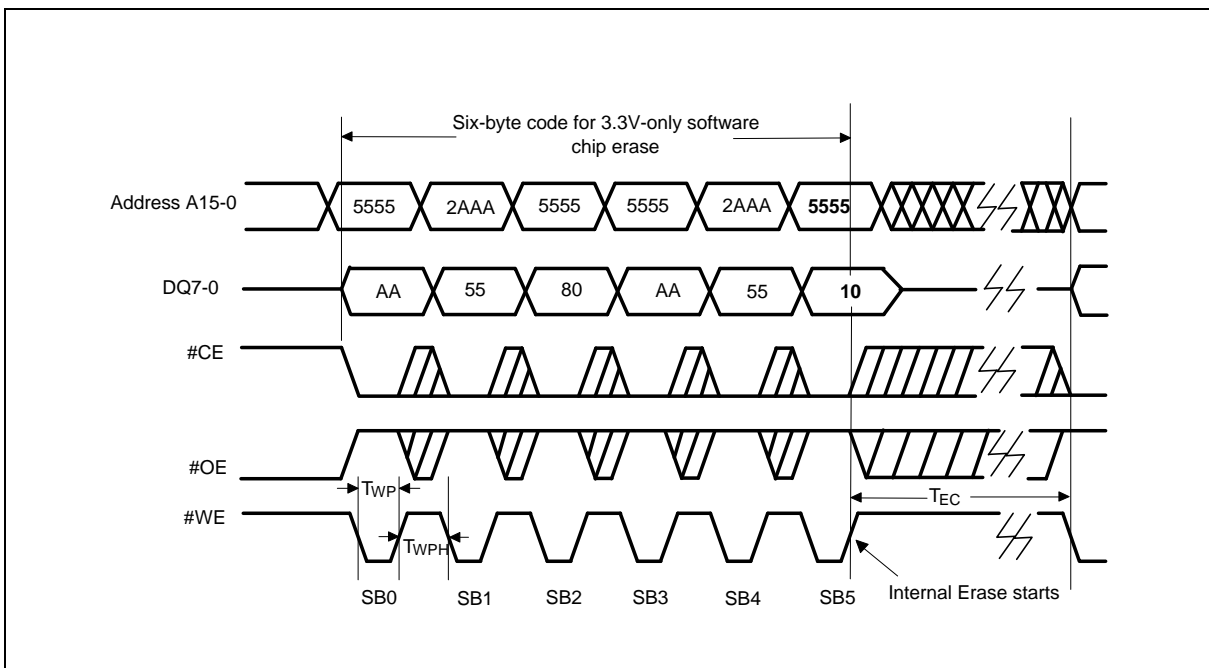 Six-byte code for 3.3V-only software
chip erase
Address A15-0
5555 2AAA 5555 5555 2AAA 5555
DQ7-0
AA 55 80 AA 55 10
#CE
#OE
TWP
TEC
#WE
TWPH
SB0 SB1 SB2 SB3 SB4 SB5
Internal Erase starts